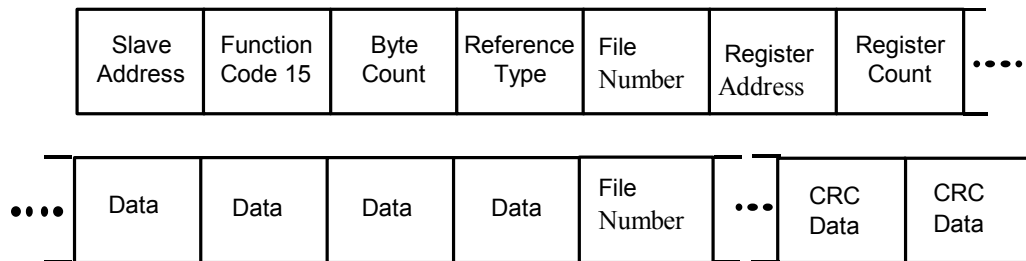 Slave Address
Function Code 15
Byte Count
Reference Type
File Number
Register Address
Register Count
Data
Data
Data
Data
File Number
CRC Data
CRC Data